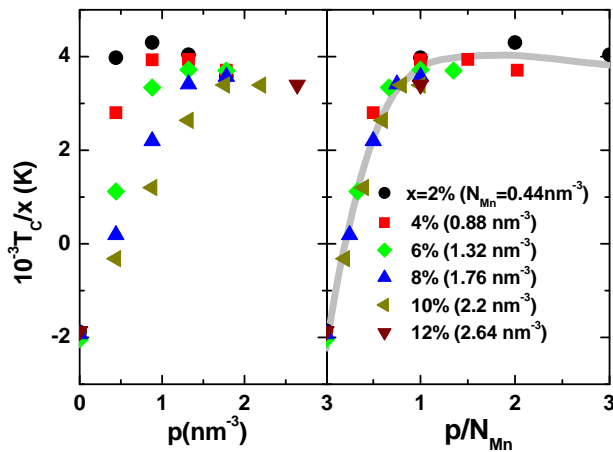 10⁻³T_C/x (K)
4
2
0
-2
0
1
2
3
p(nm⁻³)
x=2% (N_Mn=0.44nm⁻³)
4% (0.88 nm⁻³)
6% (1.32 nm⁻³)
8% (1.76 nm⁻³)
10% (2.2 nm⁻³)
12% (2.64 nm⁻³)
1
2
3
p/N_Mn